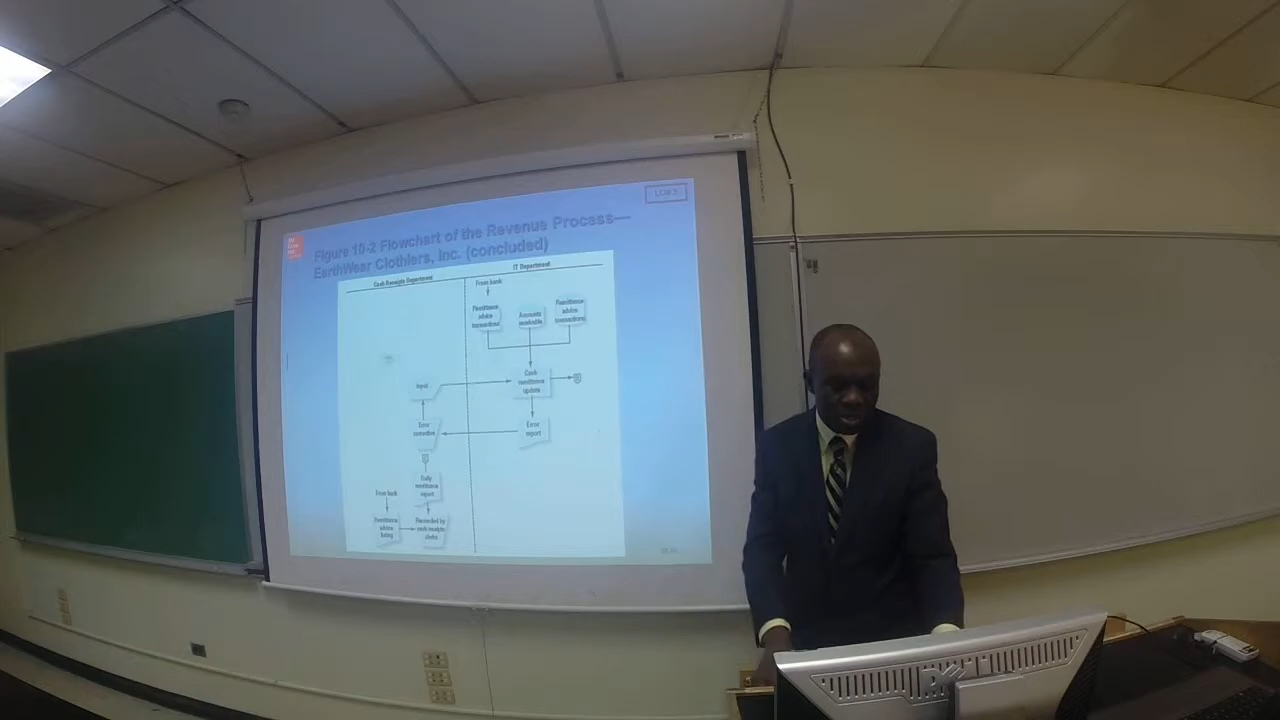 LO# 5
Figure 10-2 Flowchart of the Revenue Process—
EarthWear Clothiers, Inc. (concluded)
Cash Receipts Department
IT Department
From bank
Remittance
advice
transactions
Accounts
receivable
Remittance
advice
transactions
Input
Cash
remittance
update
Error
correction
Error
report
Daily
remittance
report
From bank
Remittance
advice
listing
Reconciled by
cash receipts
clerks